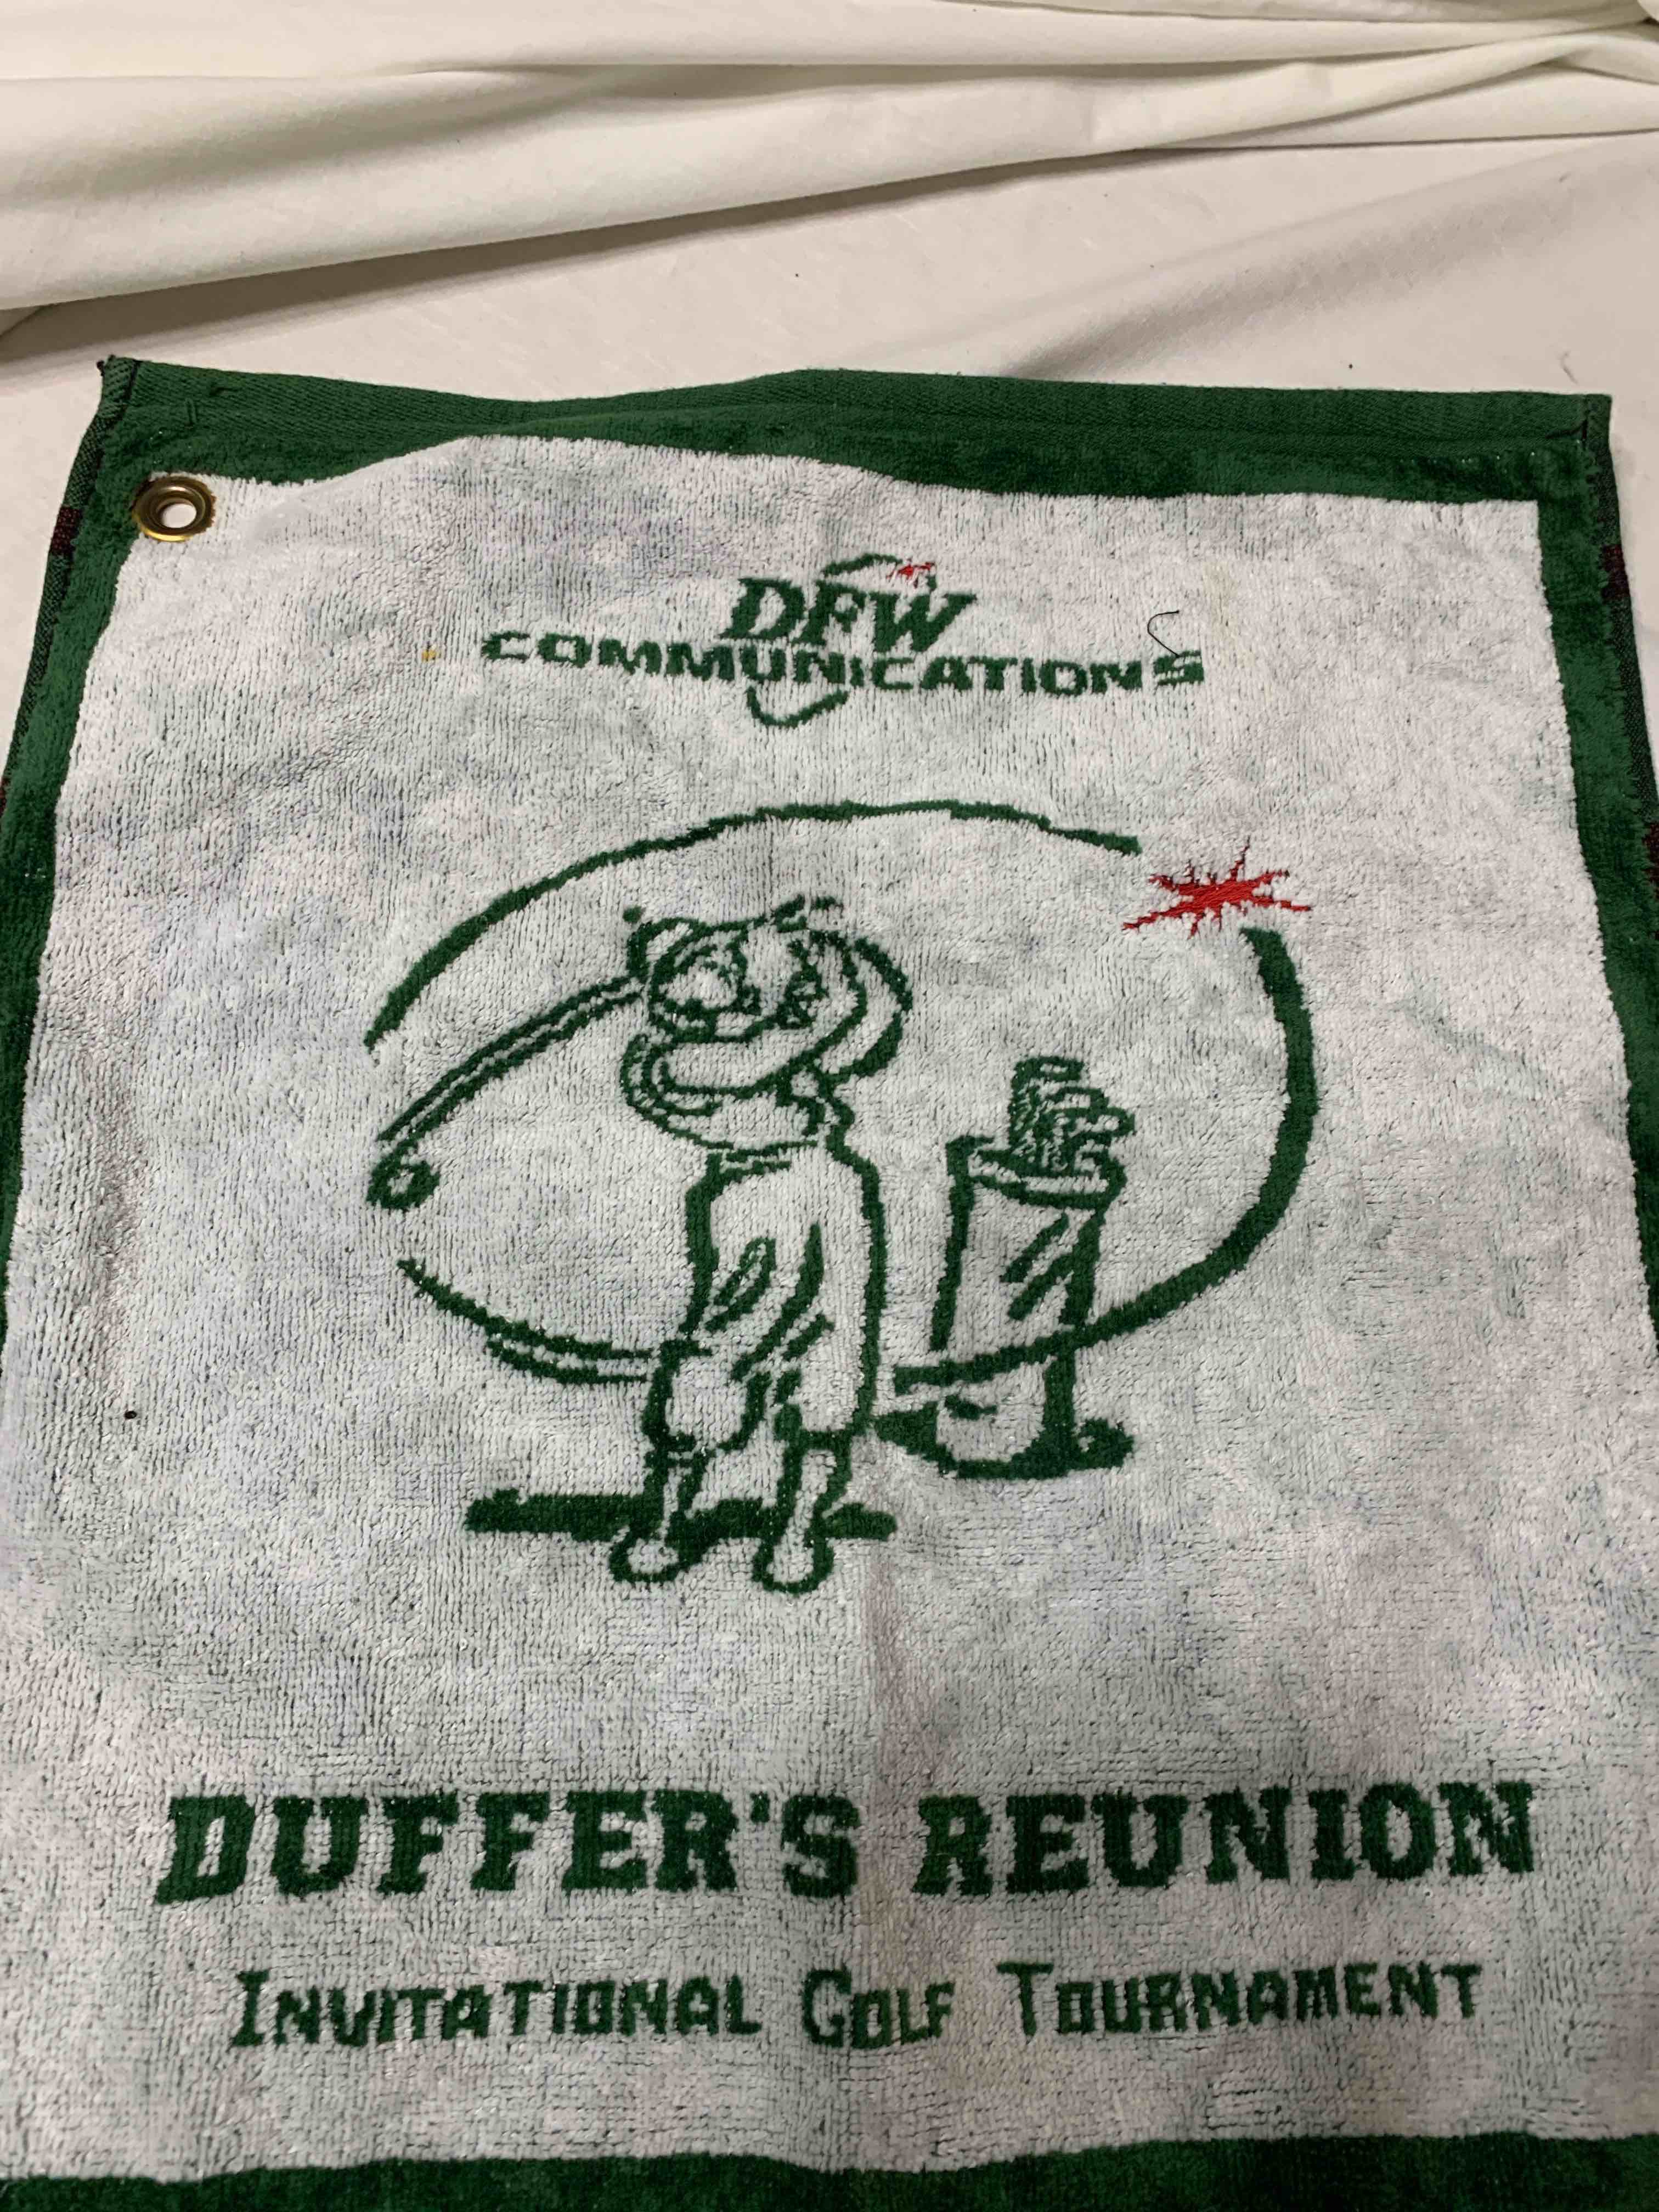 DFW
COMMUNICATIONS
DUFFER'S REUNION
INVITATIONAL GOLF TOURNAMENT